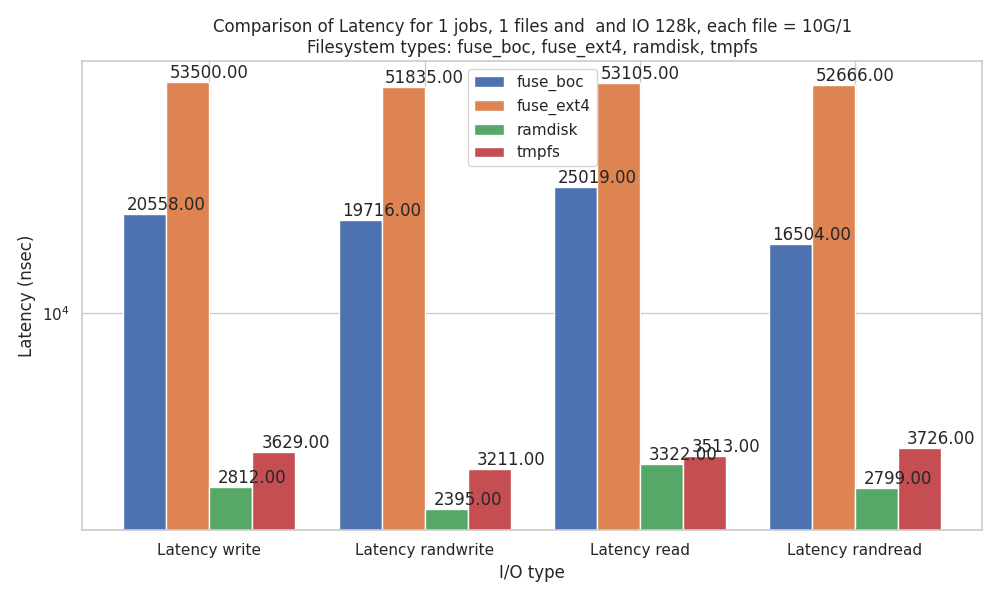 Comparison of Latency for 1 jobs, 1 files and  and IO 128k, each file = 10G/1
Filesystem types: fuse_boc, fuse_ext4, ramdisk, tmpfs
53500.00
51835.00
53105.00
52666.00
fuse_boc
fuse_ext4
ramdisk
tmpfs
20558.00
19716.00
25019.00
16504.00
Latency (nsec)
10^4
3629.00
2812.00
3211.00
2395.00
3322.00
3513.00
3726.00
2799.00
Latency write
Latency randwrite
Latency read
Latency randread
I/O type